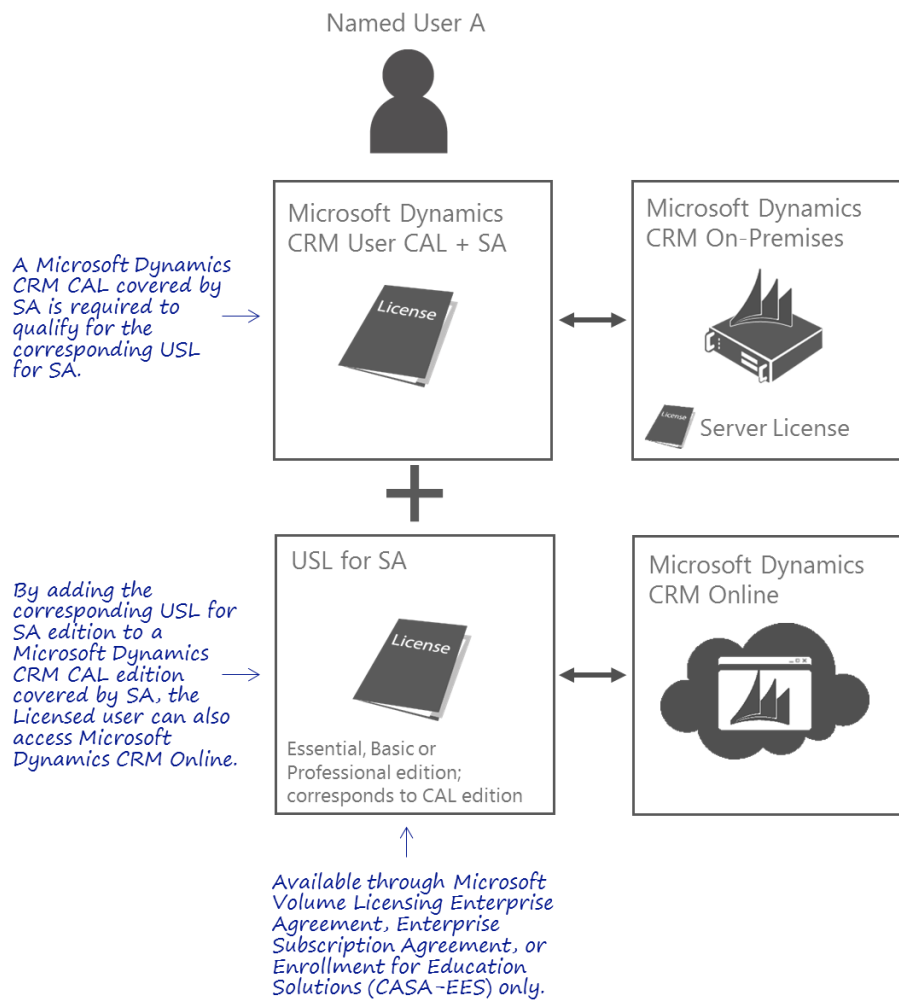 Named User A
Microsoft Dynamics
CRM User CAL + SA
License
Microsoft Dynamics
CRM On-Premises
License
Server License
A Microsoft Dynamics
CRM CAL covered by
SA is required to
qualify for the
corresponding USL
for SA.
USL for SA
License
Essential, Basic or
Professional edition;
corresponds to CAL edition
Microsoft Dynamics
CRM Online
By adding the
corresponding USL for
SA edition to a
Microsoft Dynamics
CRM CAL edition
covered by SA, the
Licensed user can also
access Microsoft
Dynamics CRM Online.
Available through Microsoft
Volume Licensing Enterprise
Agreement, Enterprise
Subscription Agreement, or
Enrollment for Education
Solutions (CASA-EES) only.